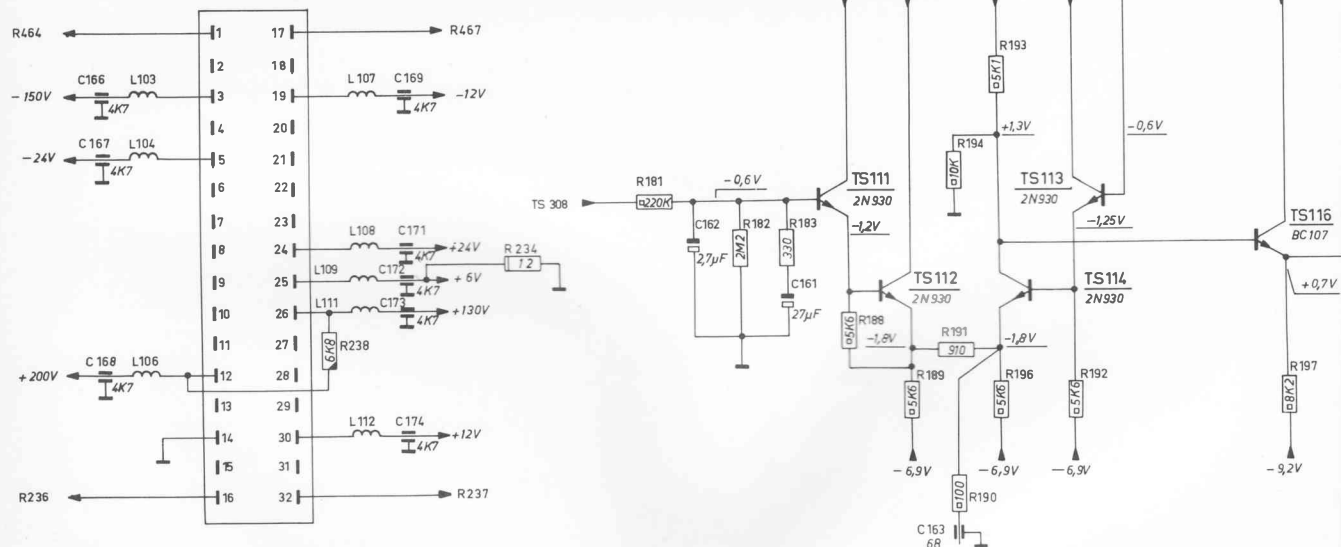 R464
1
17
R467
2
18
C166
L103
-150V
4K7
3
19
L107
C169
-12V
4K7
4
20
C 167
L104
-24V
4K7
5
21
6
22
7
23
8
24
L108
C171
+24V
4K7
R 234
12
9
25
L109
C172
+ 6V
4K7
10
26
L111
C173
+130V
4K7
11
27
6K8
R238
C 168
L106
+200V
4K7
12
28
13
29
14
30
L112
C174
+12V
4K7
15
31
R236
16
32
R237
R193
5K1
+1,3V
R194
10K
-0,6V
TS113
2N930
-1,25V
TS 308
R181
220K
-0,6V
TS111
2N930
-1,2V
C162
2,7µF
R182
2M2
R183
330
C161
27µF
TS112
2N930
TS114
2N930
TS116
BC107
+0,7V
R188
5K6
-1,8V
R191
910
-1,8V
R189
5K6
R196
5K6
R192
5K6
R197
8K2
-6,9V
-6,9V
-6,9V
-9,2V
100
R190
C163
68